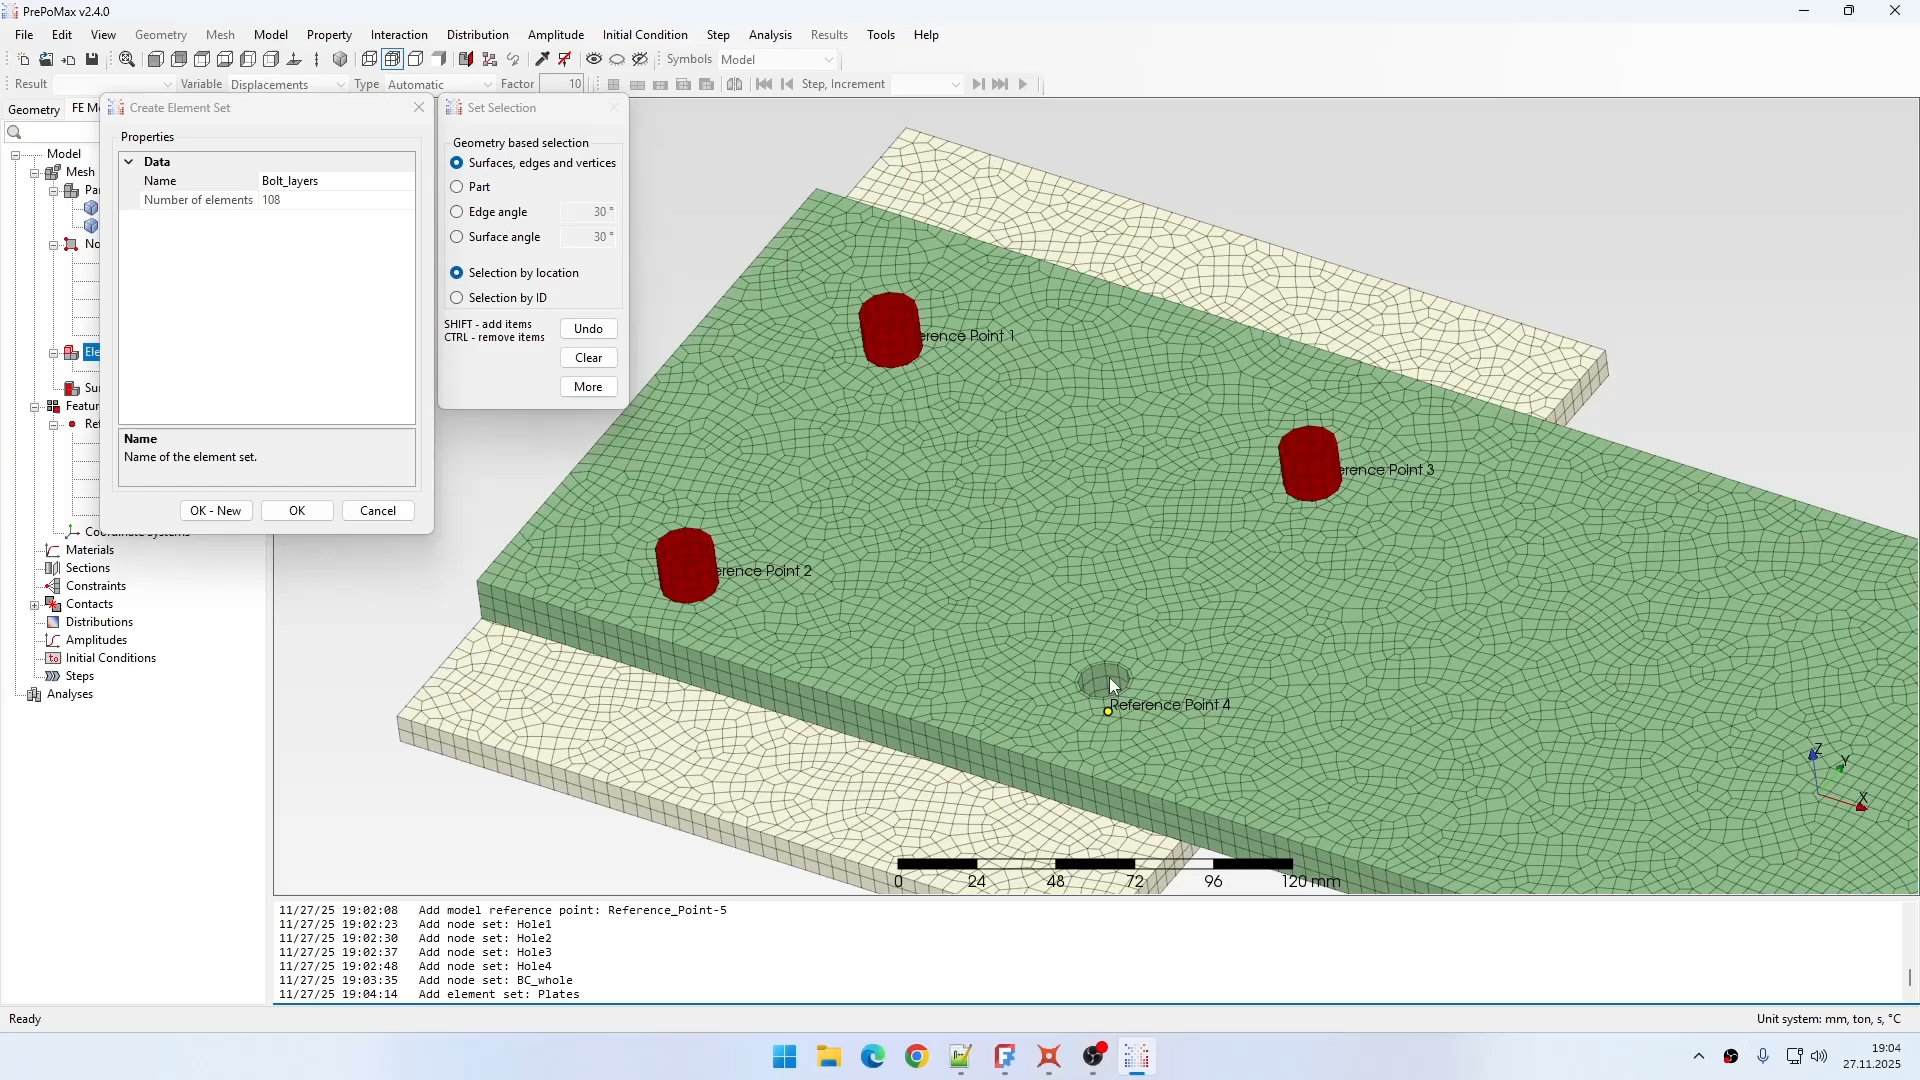 PrePoMax v2.4.0
File Edit View Geometry Mesh Model Property Interaction Distribution Amplitude Initial Condition Step Analysis Results Tools Help
Symbols Model
Result Variable Displacements Type Automatic Factor 10 Step, Increment
Geometry FE M
Create Element Set
Properties
Data
Name Bolt_layers
Number of elements 108
Name
Name of the element set.
OK - New OK Cancel
Set Selection
Geometry based selection
Surfaces, edges and vertices
Part
Edge angle 30 °
Surface angle 30 °
Selection by location
Selection by ID
SHIFT - add items
CTRL - remove items
Undo
Clear
More
Model
Mesh
Pa
No
Ele
Su
Featur
Ref
Coordinate systems
Materials
Sections
Constraints
Contacts
Distributions
Amplitudes
Initial Conditions
Steps
Analyses
erence Point 1
erence Point 3
erence Point 2
Reference Point 4
Z
Y
X
0 24 48 72 96 120 mm
11/27/25 19:02:08 Add model reference point: Reference_Point-5
11/27/25 19:02:23 Add node set: Hole1
11/27/25 19:02:30 Add node set: Hole2
11/27/25 19:02:37 Add node set: Hole3
11/27/25 19:02:48 Add node set: Hole4
11/27/25 19:03:35 Add node set: BC_whole
11/27/25 19:04:14 Add element set: Plates
Ready
Unit system: mm, ton, s, °C
19:04
27.11.2025